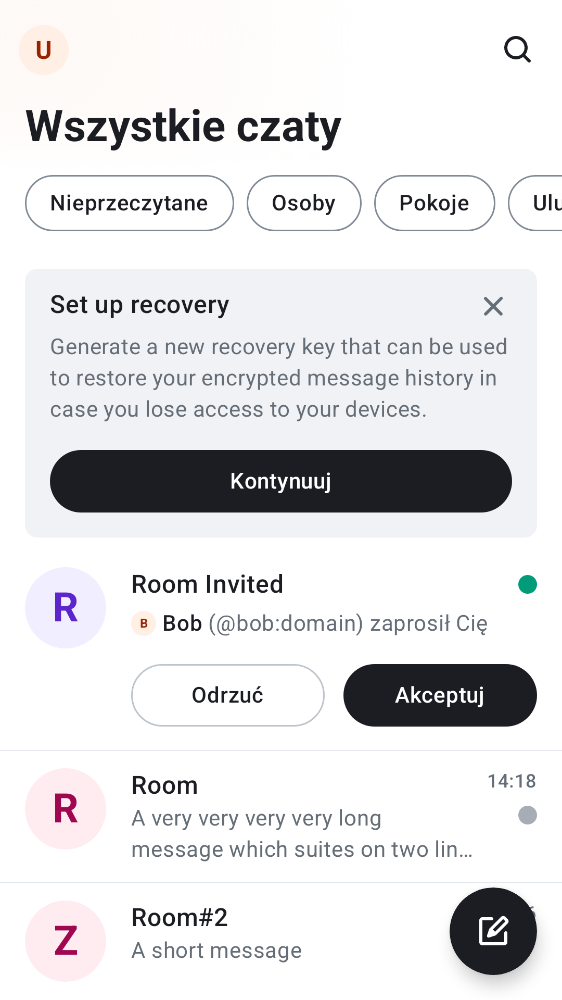 U
Wszystkie czaty
Nieprzeczytane
Osoby
Pokoje
Set up recovery
Generate a new recovery key that can be used
to restore your encrypted message history in
case you lose access to your devices.
Kontynuuj
R
Room Invited
B Bob (@bob:domain) zaprosił Cię
Odrzuć
Akceptuj
R
Room
14:18
A very very very very long
message which suites on two lin…
Z
Room#2
A short message